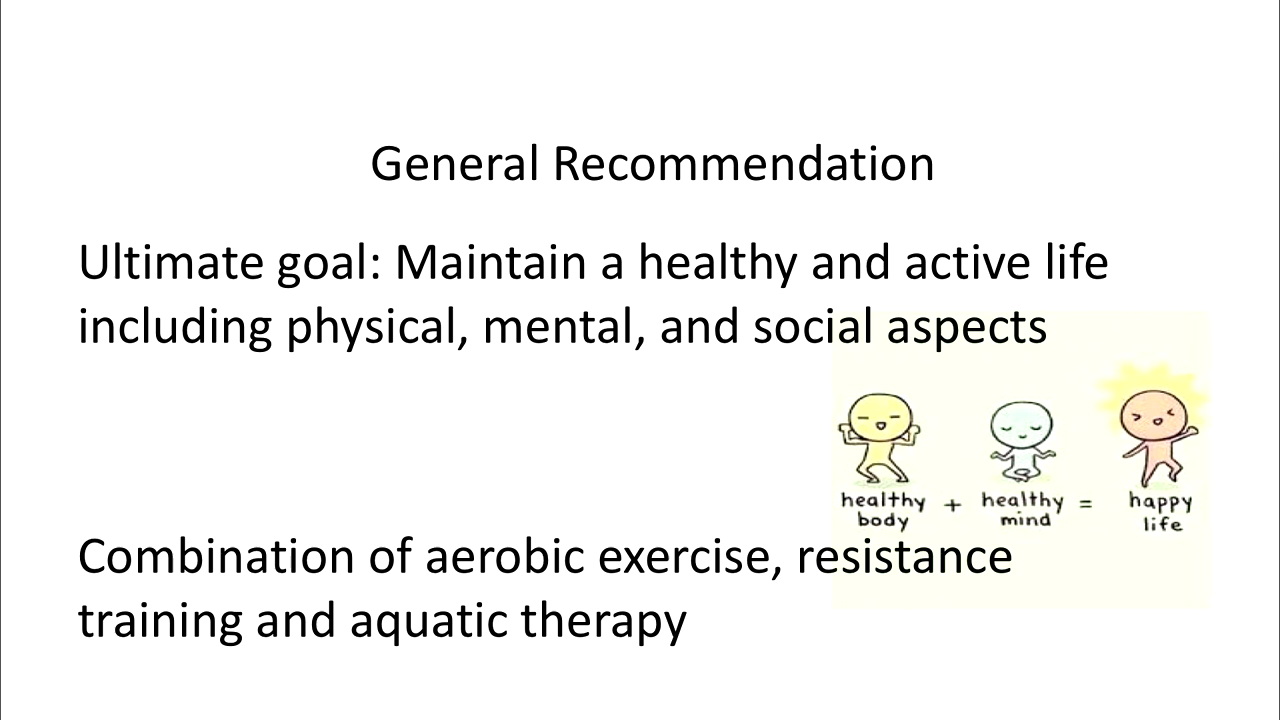 General Recommendation
Ultimate goal: Maintain a healthy and active life
including physical, mental, and social aspects
healthy body + healthy mind = happy life
Combination of aerobic exercise, resistance
training and aquatic therapy